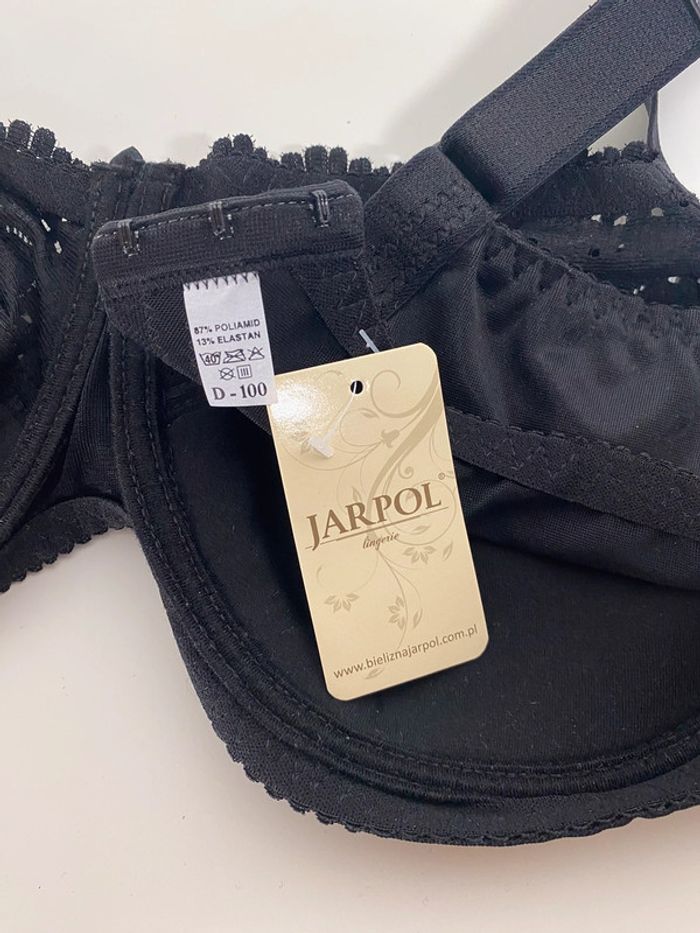 87% POLIAMID
13% ELASTAN
40°
D - 100
JARPOL®
lingerie
www.bieliznajarpol.com.pl